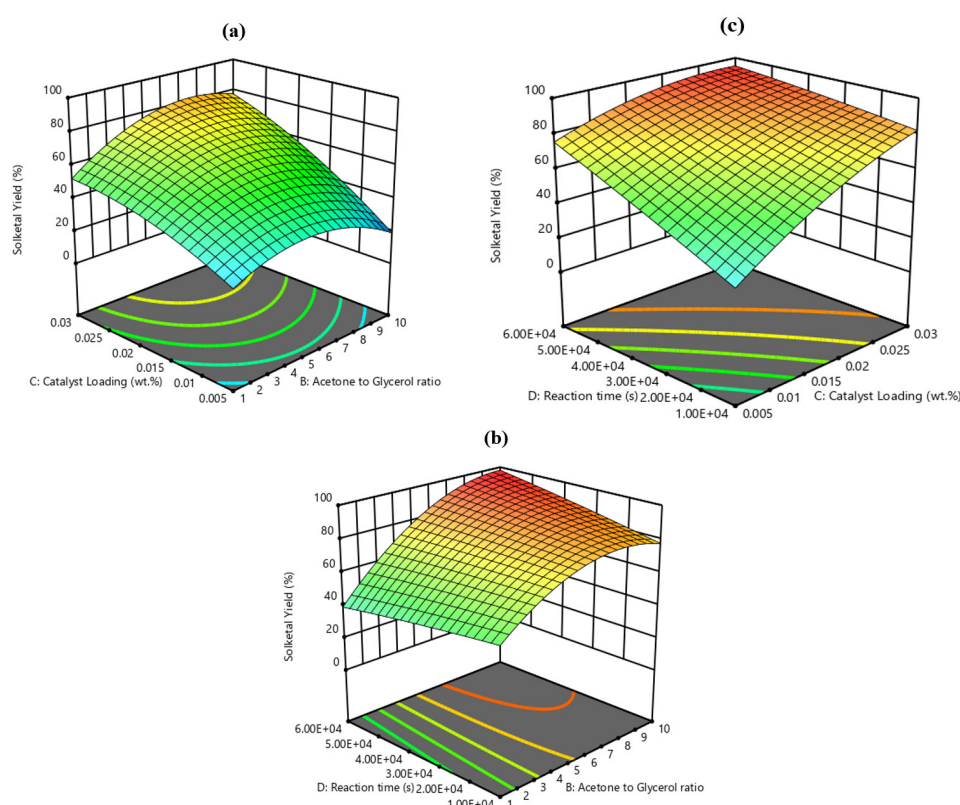 (a)
100
80
60
40
20
0
Solketal Yield (%)
0.03
0.025
0.02
0.015
0.01
0.005
C: Catalyst Loading (wt.%)
1
2
3
4
5
6
7
8
9
10
B: Acetone to Glycerol ratio
(c)
100
80
60
40
20
0
Solketal Yield (%)
6.00E+04
5.00E+04
4.00E+04
3.00E+04
2.00E+04
1.00E+04
D: Reaction time (s)
0.005
0.01
0.015
0.02
0.025
0.03
C: Catalyst Loading (wt.%)
(b)
100
80
60
40
20
0
Solketal Yield (%)
6.00E+04
5.00E+04
4.00E+04
3.00E+04
2.00E+04
1.00E+04
D: Reaction time (s)
1
2
3
4
5
6
7
8
9
10
B: Acetone to Glycerol ratio